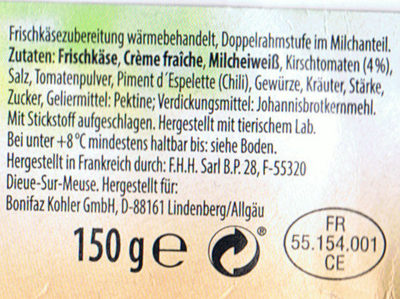 Frischkäsezubereitung wärmebehandelt, Doppelrahmstufe im Milchanteil.
Zutaten: Frischkäse, Crème fraîche, Milcheiweiß, Kirschtomaten (4%),
Salz, Tomatenpulver, Piment d´Espelette (Chili), Gewürze, Kräuter, Stärke,
Zucker, Geliermittel: Pektine; Verdickungsmittel: Johannisbrotkernmehl.
Mit Stickstoff aufgeschlagen. Hergestellt mit tierischem Lab.
Bei unter +8°C mindestens haltbar bis: siehe Boden.
Hergestellt in Frankreich durch: F.H.H. Sarl B.P. 28, F-55320
Dieue-Sur-Meuse. Hergestellt für:
Bonifaz Kohler GmbH, D-88161 Lindenberg/Allgäu
150 g e ®
FR
55.154.001
CE